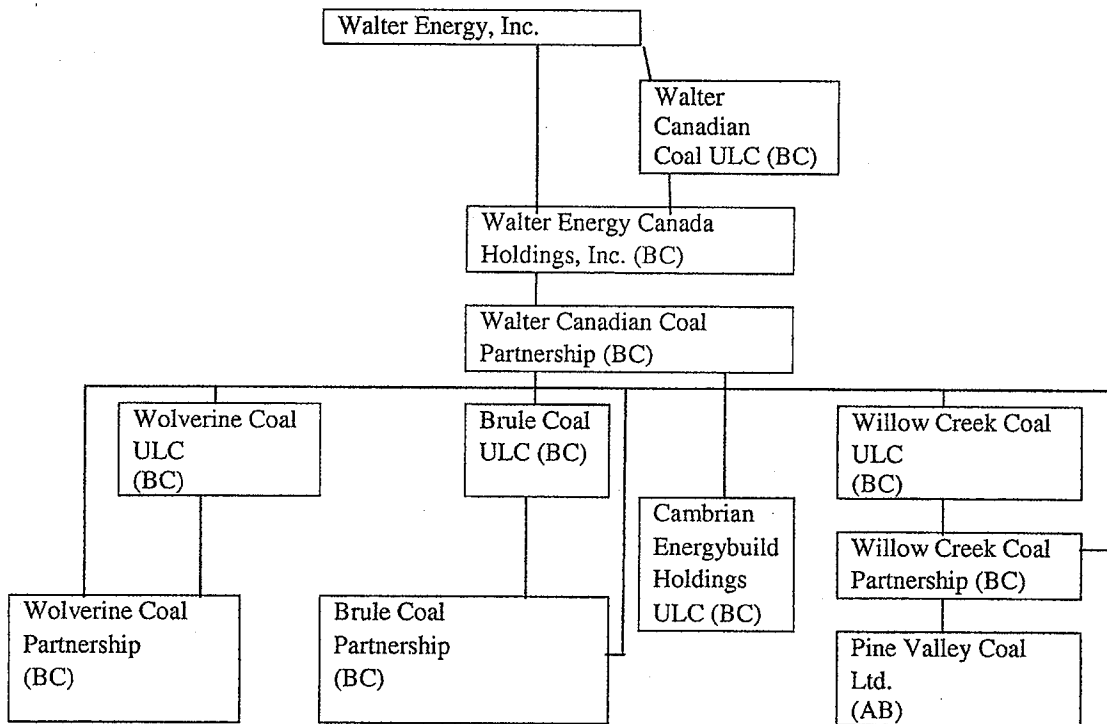 Walter Energy, Inc.
Walter
Canadian
Coal ULC (BC)
Walter Energy Canada
Holdings, Inc. (BC)
Walter Canadian Coal
Partnership (BC)
Wolverine Coal
ULC
(BC)
Brule Coal
ULC (BC)
Willow Creek Coal
ULC
(BC)
Cambrian
Energybuild
Holdings
ULC (BC)
Willow Creek Coal
Partnership (BC)
Wolverine Coal
Partnership
(BC)
Brule Coal
Partnership
(BC)
Pine Valley Coal
Ltd.
(AB)